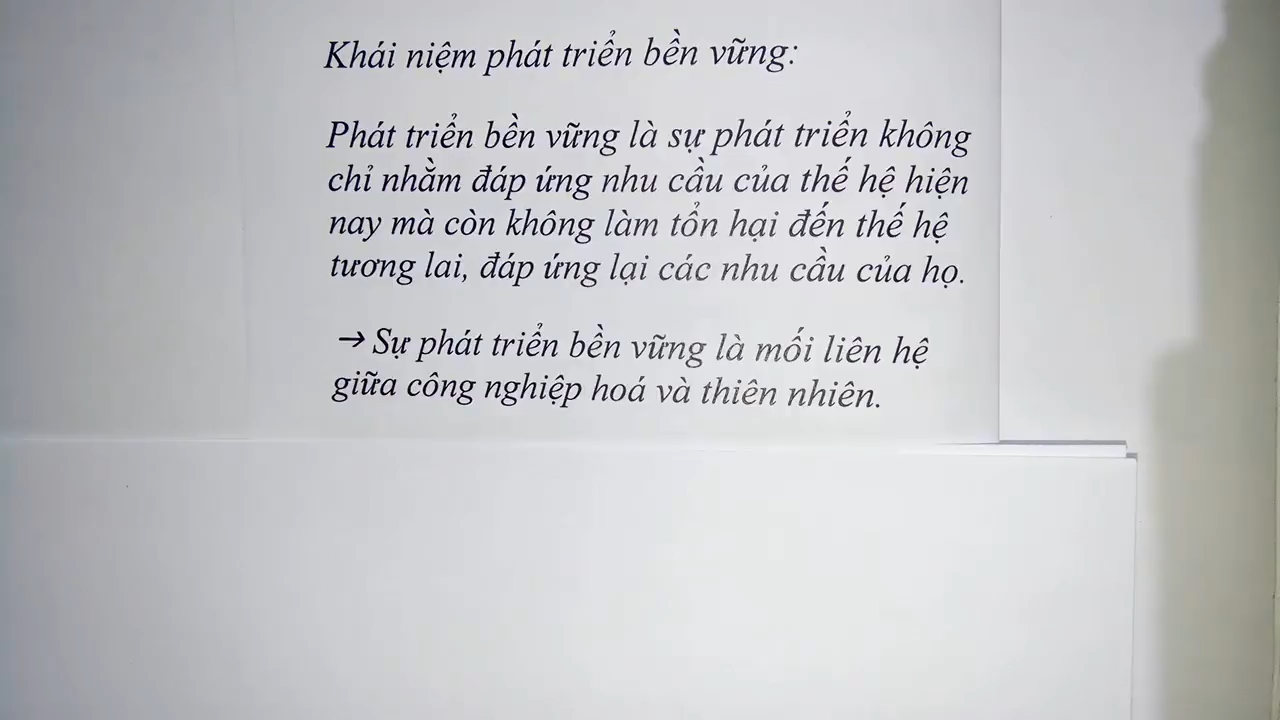 Khái niệm phát triển bền vững:
Phát triển bền vững là sự phát triển không
chỉ nhằm đáp ứng nhu cầu của thế hệ hiện
nay mà còn không làm tổn hại đến thế hệ
tương lai, đáp ứng lại các nhu cầu của họ.
→ Sự phát triển bền vững là mối liên hệ
giữa công nghiệp hoá và thiên nhiên.